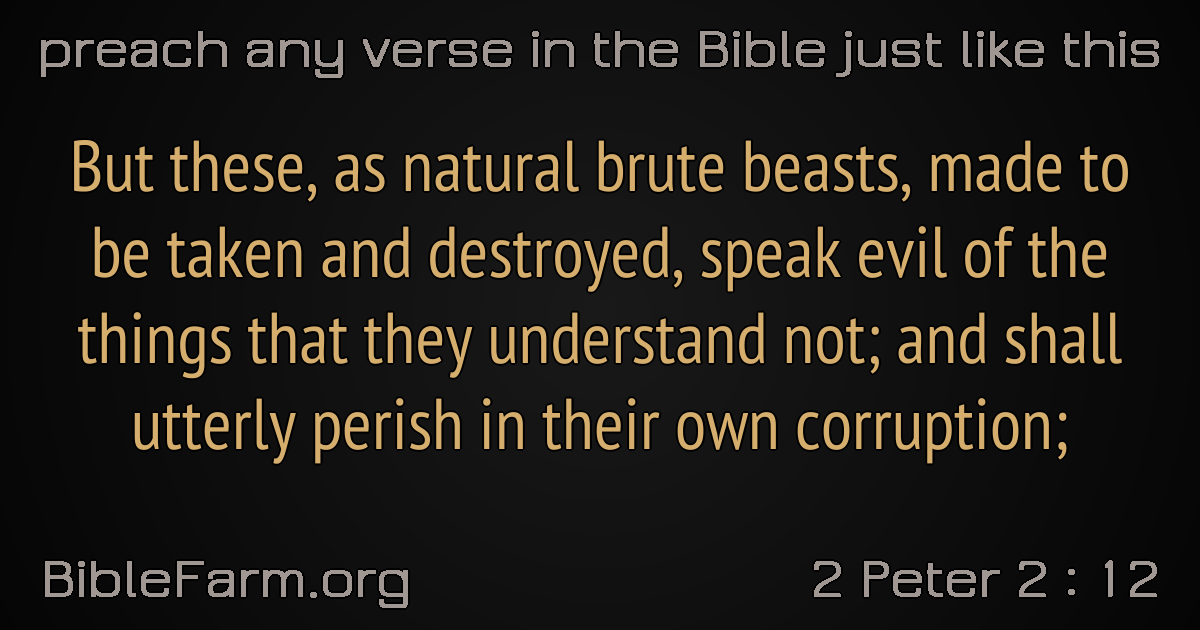 preach any verse in the Bible just like this
But these, as natural brute beasts, made to
be taken and destroyed, speak evil of the
things that they understand not; and shall
utterly perish in their own corruption;
BibleFarm.org
2 Peter 2 : 12